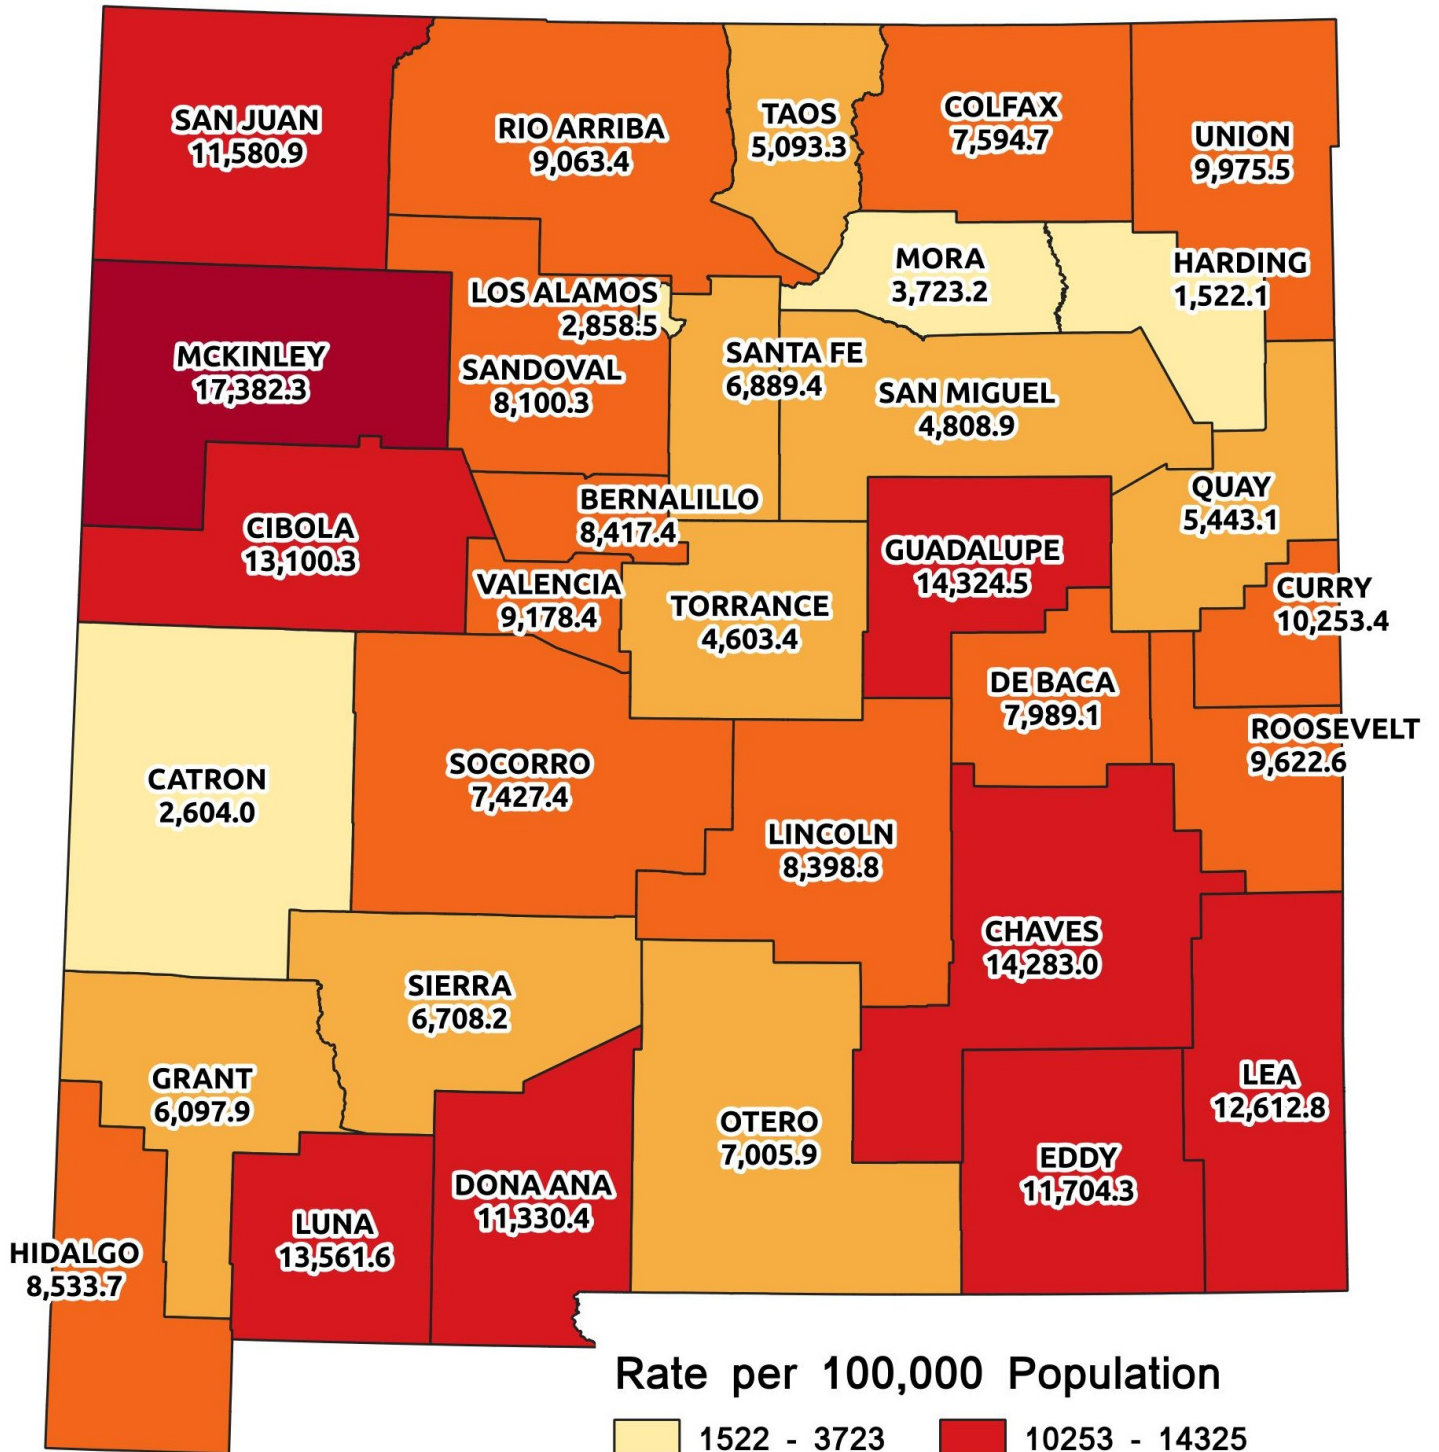 SAN JUAN
11,580.9
RIO ARRIBA
9,063.4
TAOS
5,093.3
COLFAX
7,594.7
UNION
9,975.5
MORA
3,723.2
HARDING
1,522.1
LOS ALAMOS
2,858.5
MCKINLEY
17,382.3
SANDOVAL
8,100.3
SANTA FE
6,889.4
SAN MIGUEL
4,808.9
QUAY
5,443.1
BERNALILLO
8,417.4
CIBOLA
13,100.3
GUADALUPE
14,324.5
VALENCIA
9,178.4
TORRANCE
4,603.4
CURRY
10,253.4
DE BACA
7,989.1
ROOSEVELT
9,622.6
CATRON
2,604.0
SOCORRO
7,427.4
LINCOLN
8,398.8
CHAVES
14,283.0
SIERRA
6,708.2
GRANT
6,097.9
LEA
12,612.8
OTERO
7,005.9
EDDY
11,704.3
DONA ANA
11,330.4
LUNA
13,561.6
HIDALGO
8,533.7
Rate per 100,000 Population
1522 - 3723
10253 - 14325